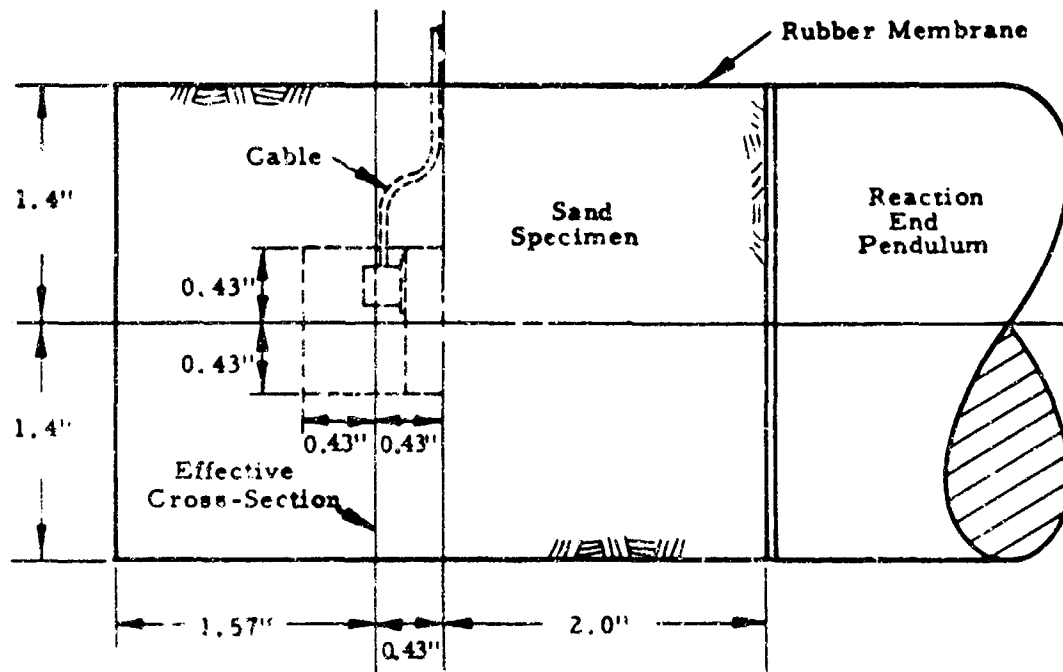 Rubber Membrane
Cable
1.4"
Sand
Specimen
Reaction
End
Pendulum
0.43"
0.43"
1.4"
0.43" 0.43"
Effective
Cross-Section
1.57"
0.43"
2.0"